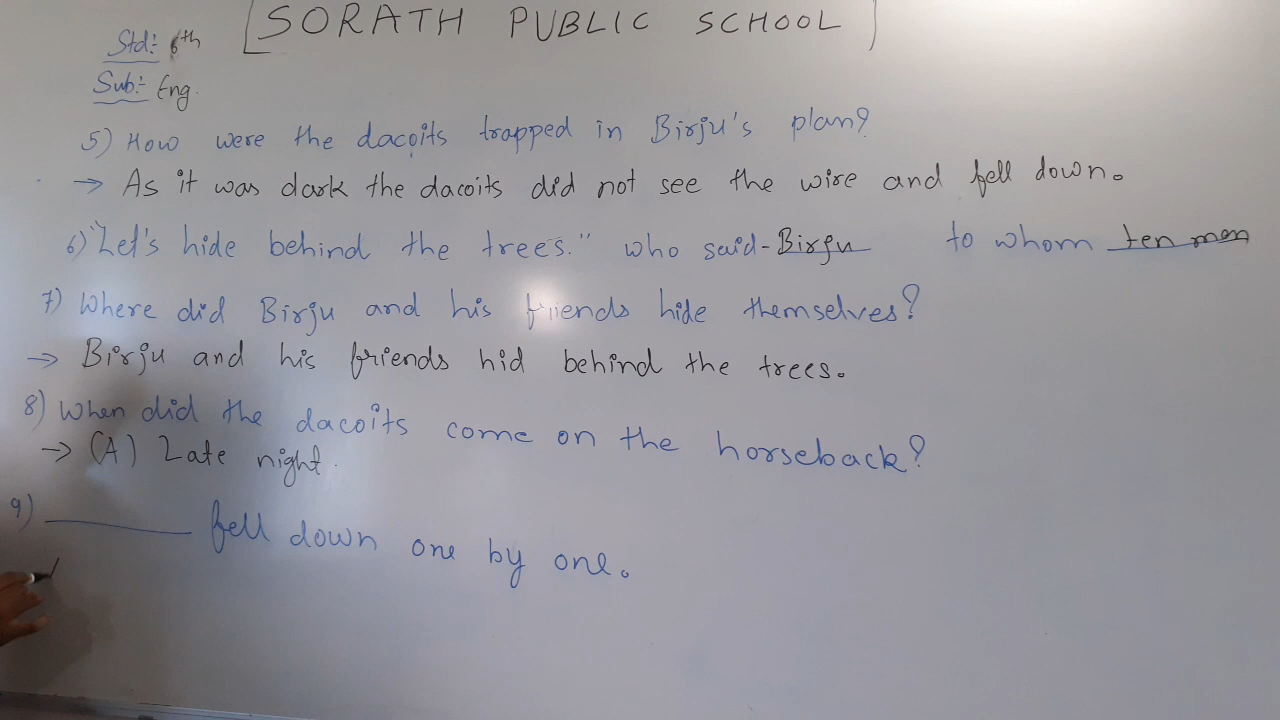 [SORATH PUBLIC SCHOOL]
Std:- 6th
Sub:- Eng.
5) How were the dacoits trapped in Birju's plan?
→ As it was dark the dacoits did not see the wire and fell down.
6) "Let's hide behind the trees." who said - Birju to whom ten men
7) Where did Birju and his friends hide themselves?
→ Birju and his friends hid behind the trees.
8) When did the dacoits come on the horseback?
→ (A) Late night.
9) ______ fell down one by one.